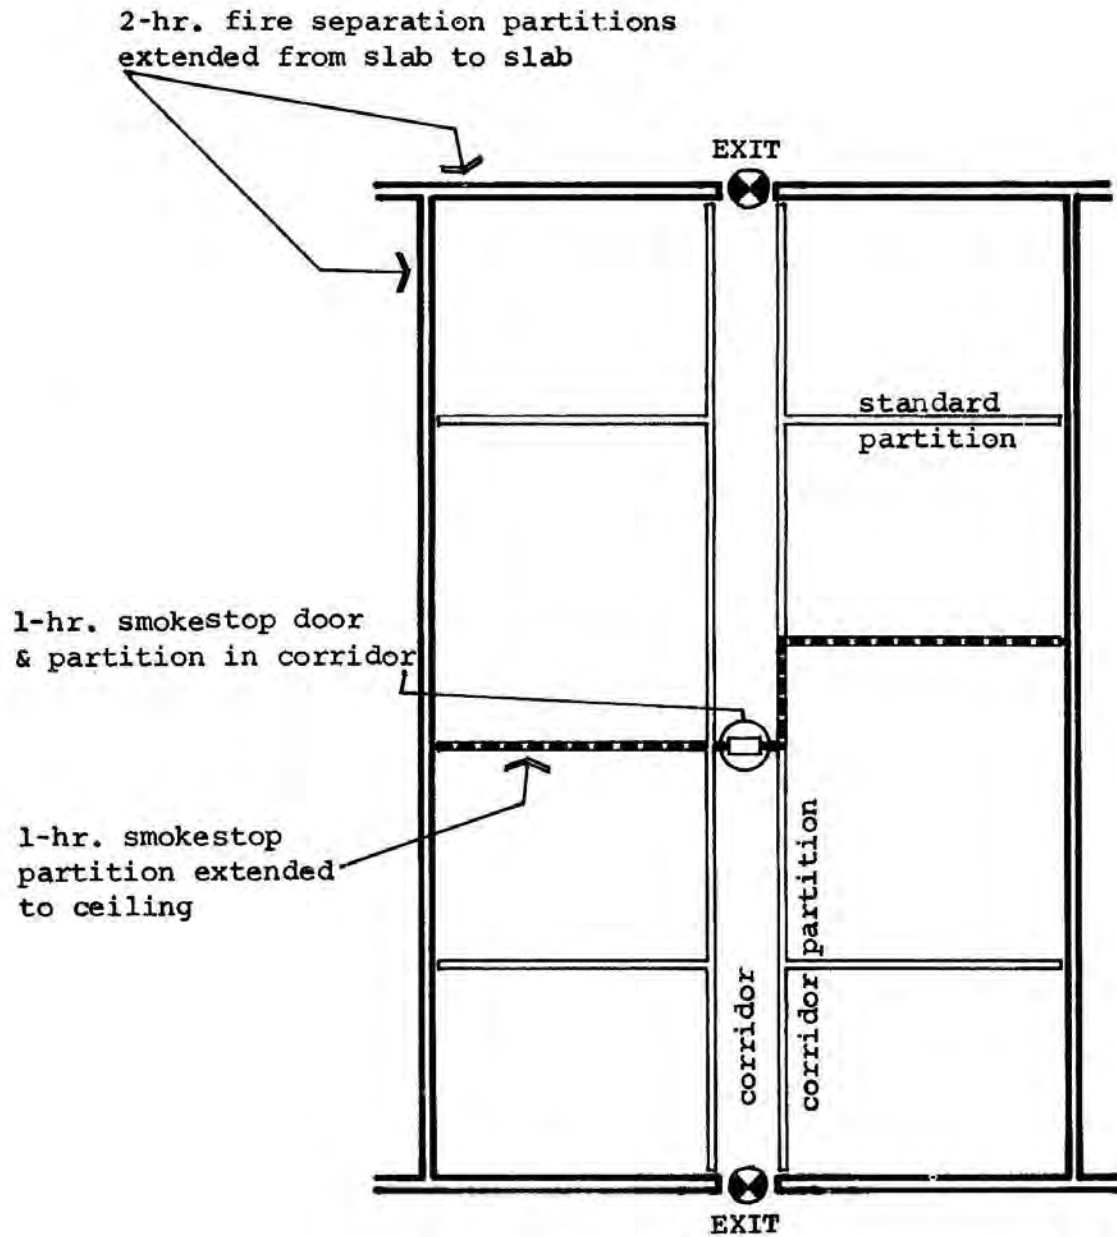 2-hr. fire separation partitions
extended from slab to slab
EXIT
standard
partition
1-hr. smokestop door
& partition in corridor
1-hr. smokestop
partition extended
to ceiling
corridor
corridor partition
EXIT